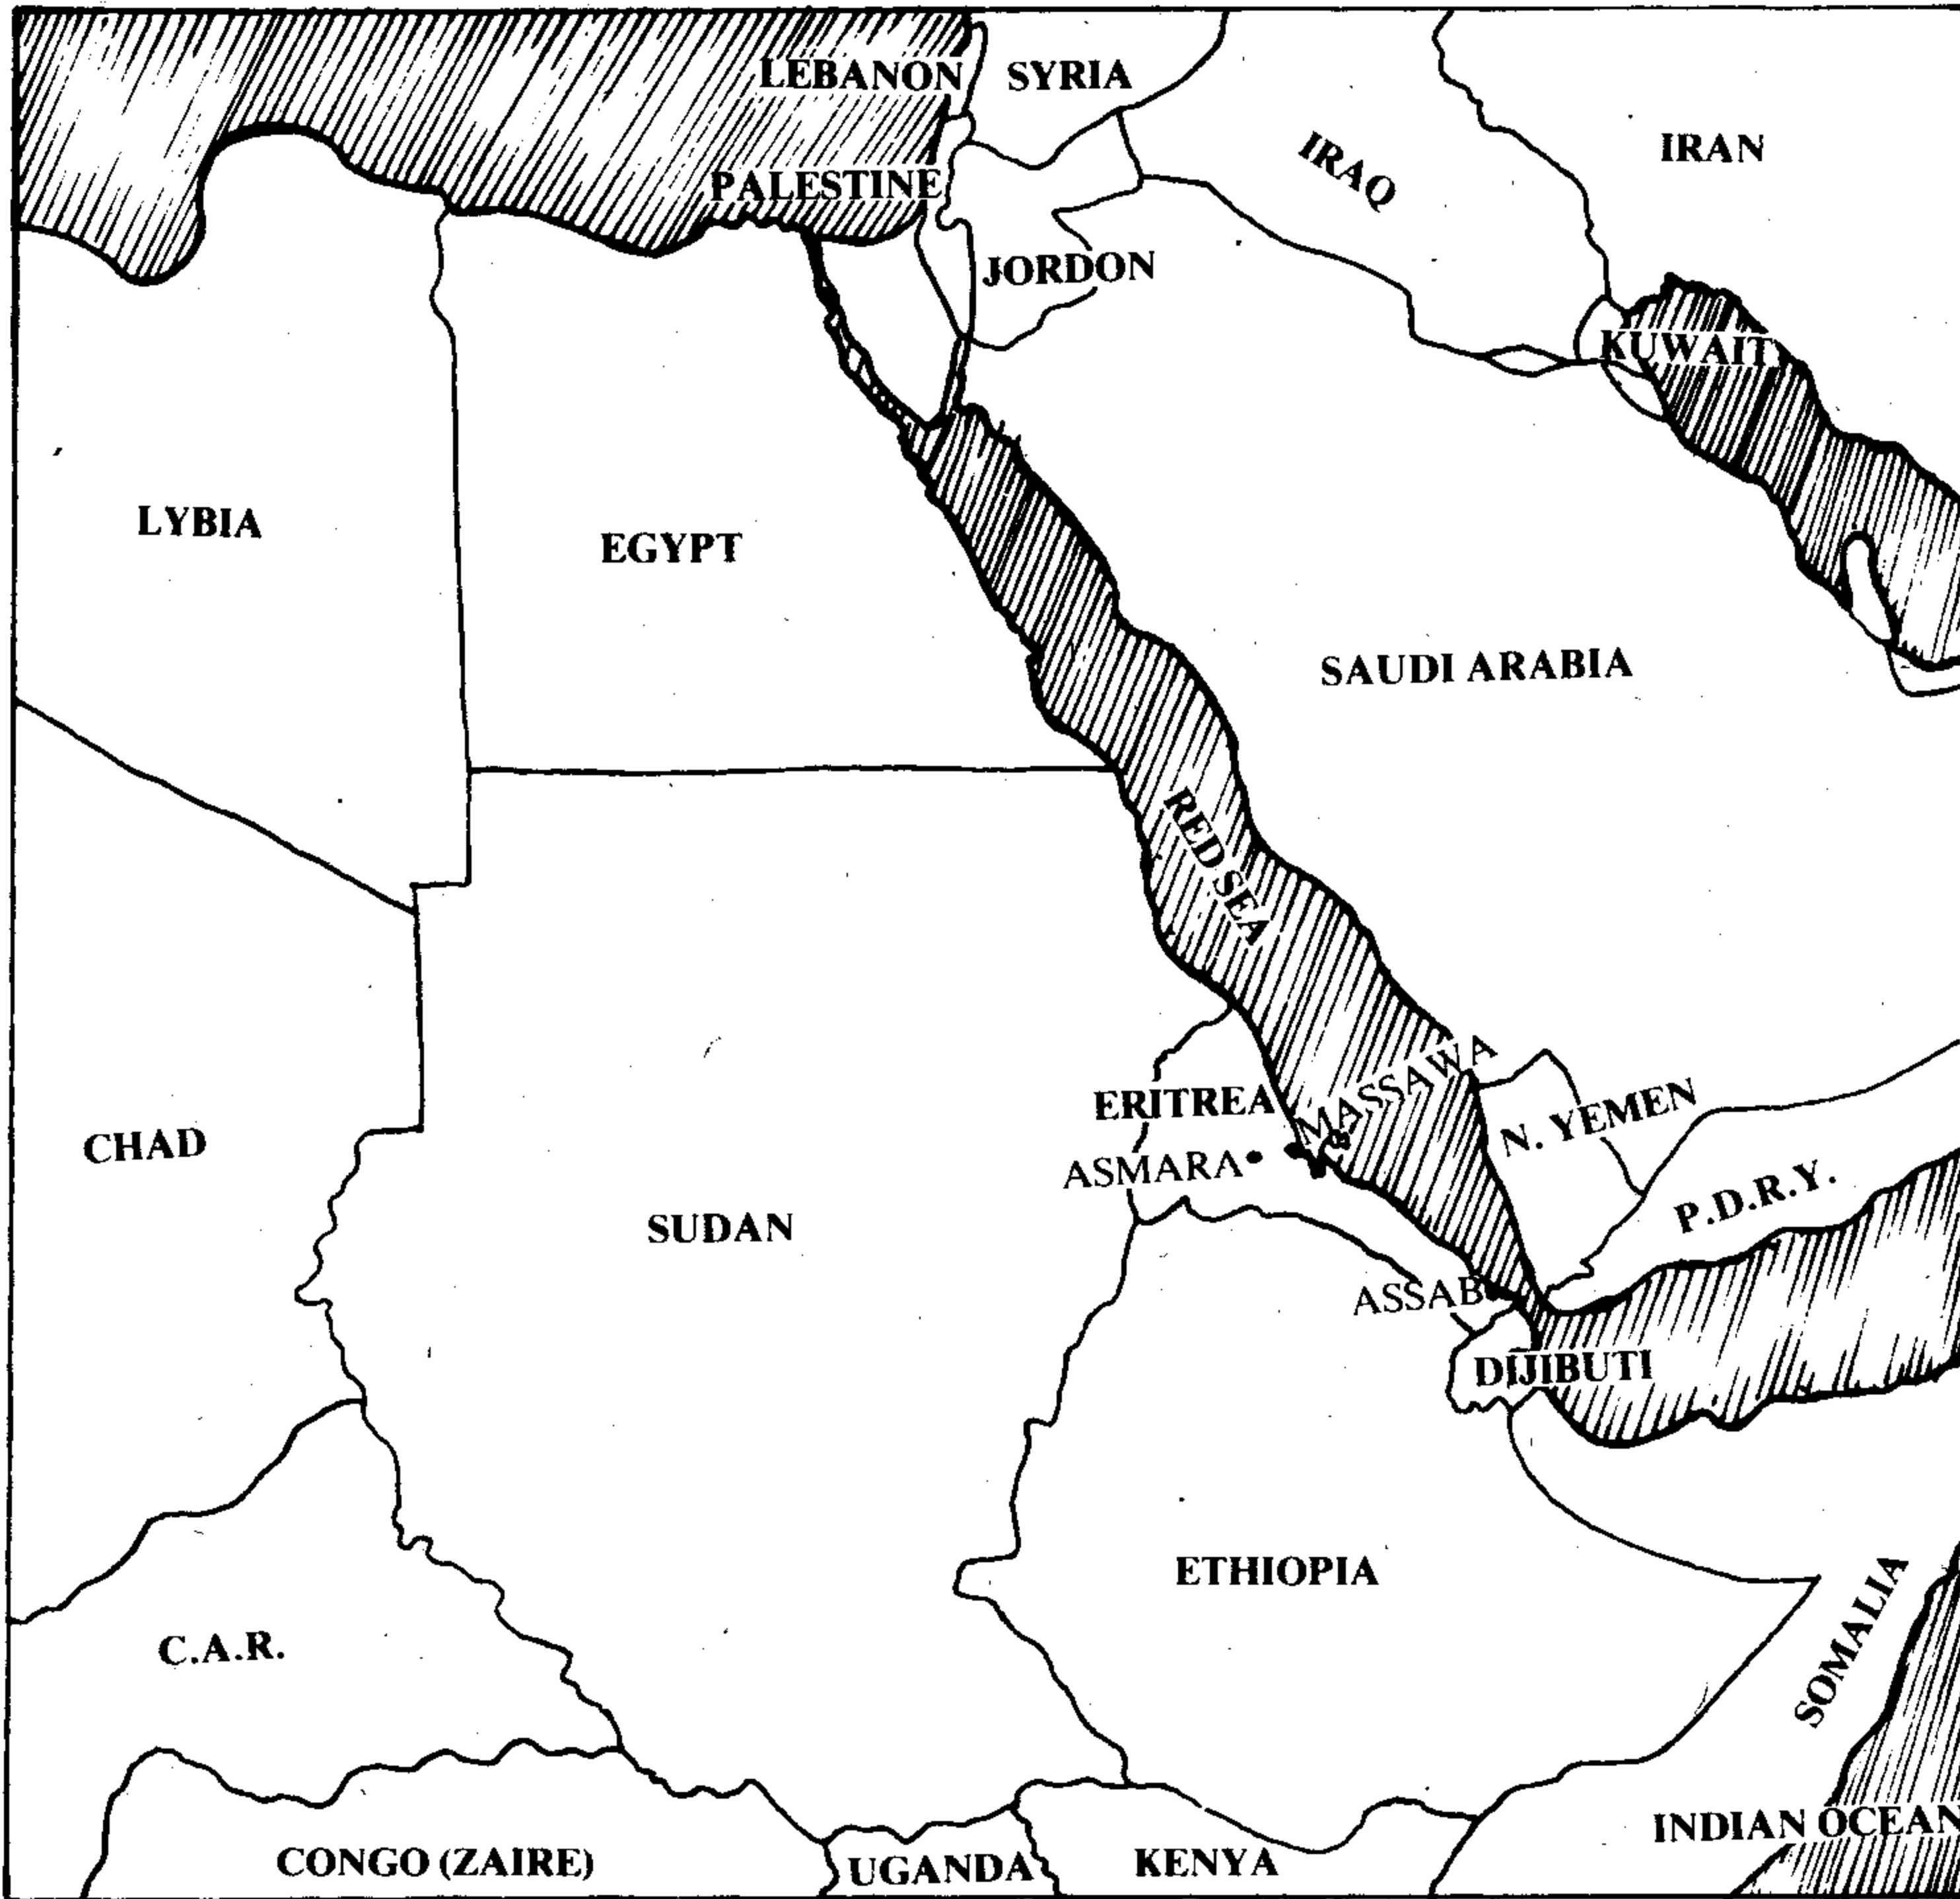 LEBANON
SYRIA
IRAN
IRAQ
PALESTINE
JORDON
KUWAIT
LYBIA
EGYPT
SAUDI ARABIA
RED SEA
MASSAWA
ERITREA
N. YEMEN
CHAD
ASMARA
P.D.R.Y.
SUDAN
ASSAB
DIJIBUTI
ETHIOPIA
SOMALIA
C.A.R.
INDIAN OCEAN
CONGO (ZAIRE)
UGANDA
KENYA